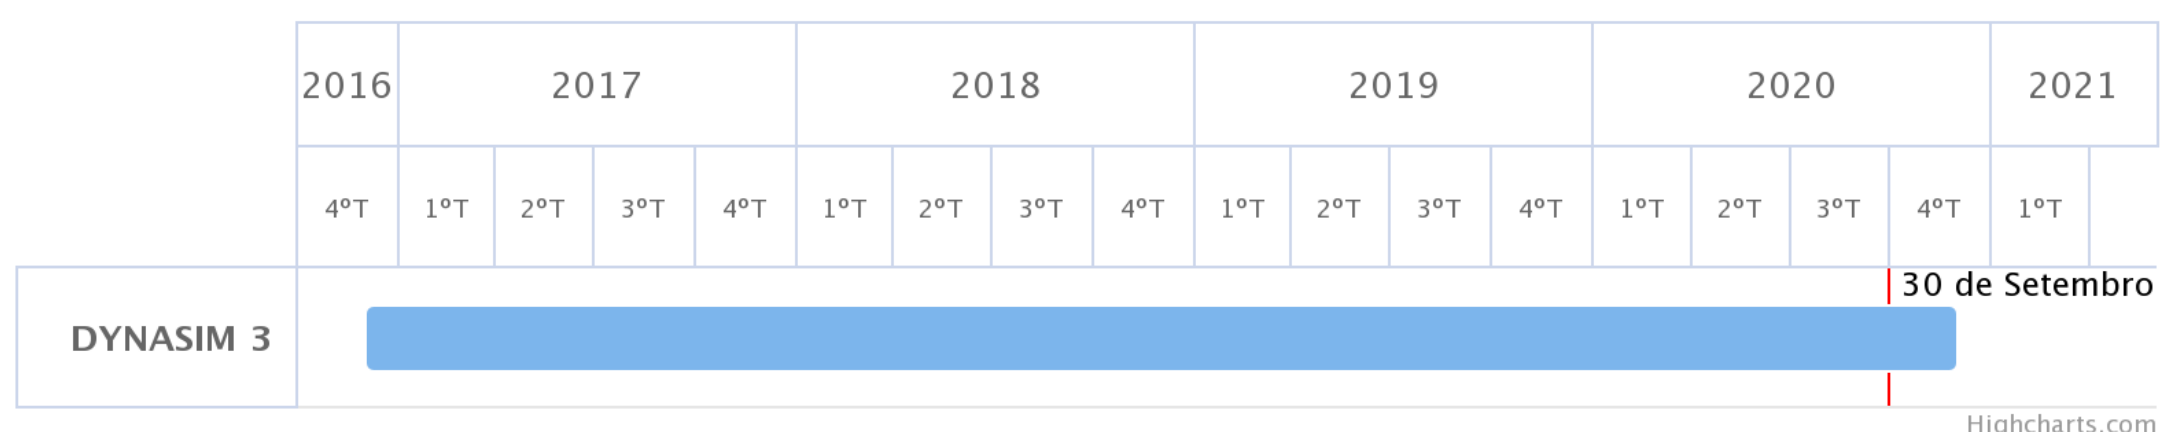 2016 2017 2018 2019 2020 2021
4ºT 1ºT 2ºT 3ºT 4ºT 1ºT 2ºT 3ºT 4ºT 1ºT 2ºT 3ºT 4ºT 1ºT 2ºT 3ºT 4ºT 1ºT
30 de Setembro
DYNASIM 3
Highcharts.com